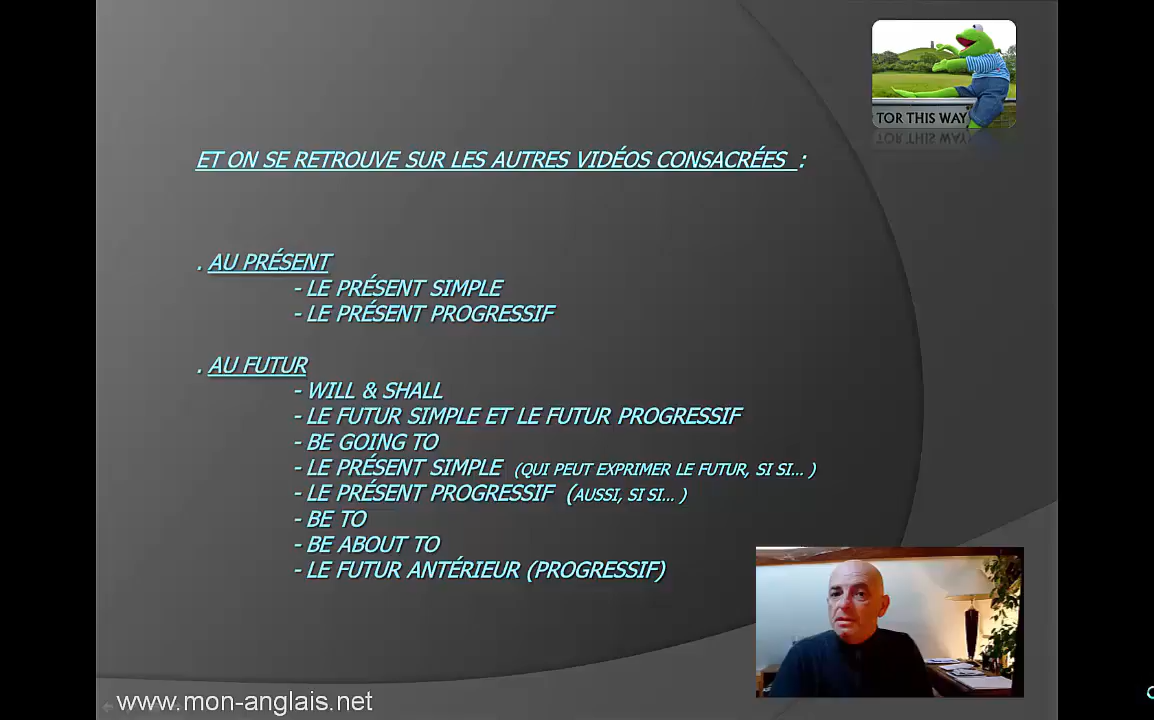 TOR THIS WAY
ET ON SE RETROUVE SUR LES AUTRES VIDÉOS CONSACRÉES :
. AU PRÉSENT
- LE PRÉSENT SIMPLE
- LE PRÉSENT PROGRESSIF
. AU FUTUR
- WILL & SHALL
- LE FUTUR SIMPLE ET LE FUTUR PROGRESSIF
- BE GOING TO
- LE PRÉSENT SIMPLE (QUI PEUT EXPRIMER LE FUTUR, SI SI... )
- LE PRÉSENT PROGRESSIF (AUSSI, SI SI... )
- BE TO
- BE ABOUT TO
- LE FUTUR ANTÉRIEUR (PROGRESSIF)
www.mon-anglais.net